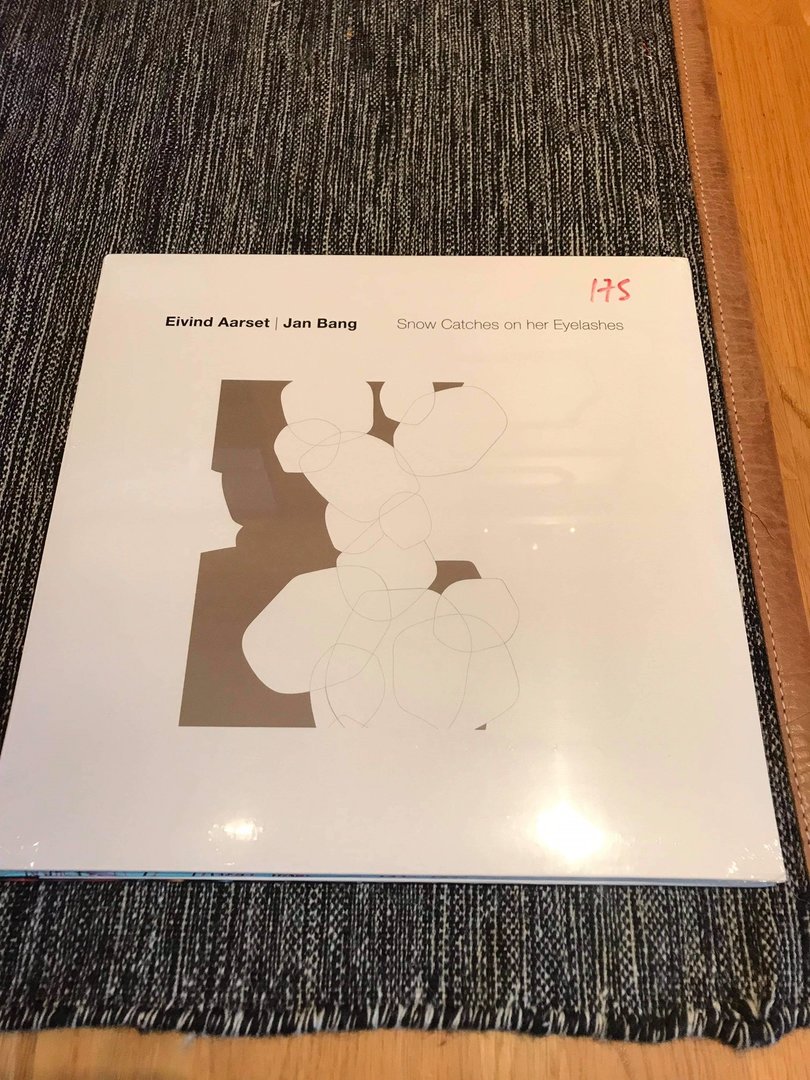 175
Eivind Aarset | Jan Bang Snow Catches on her Eyelashes